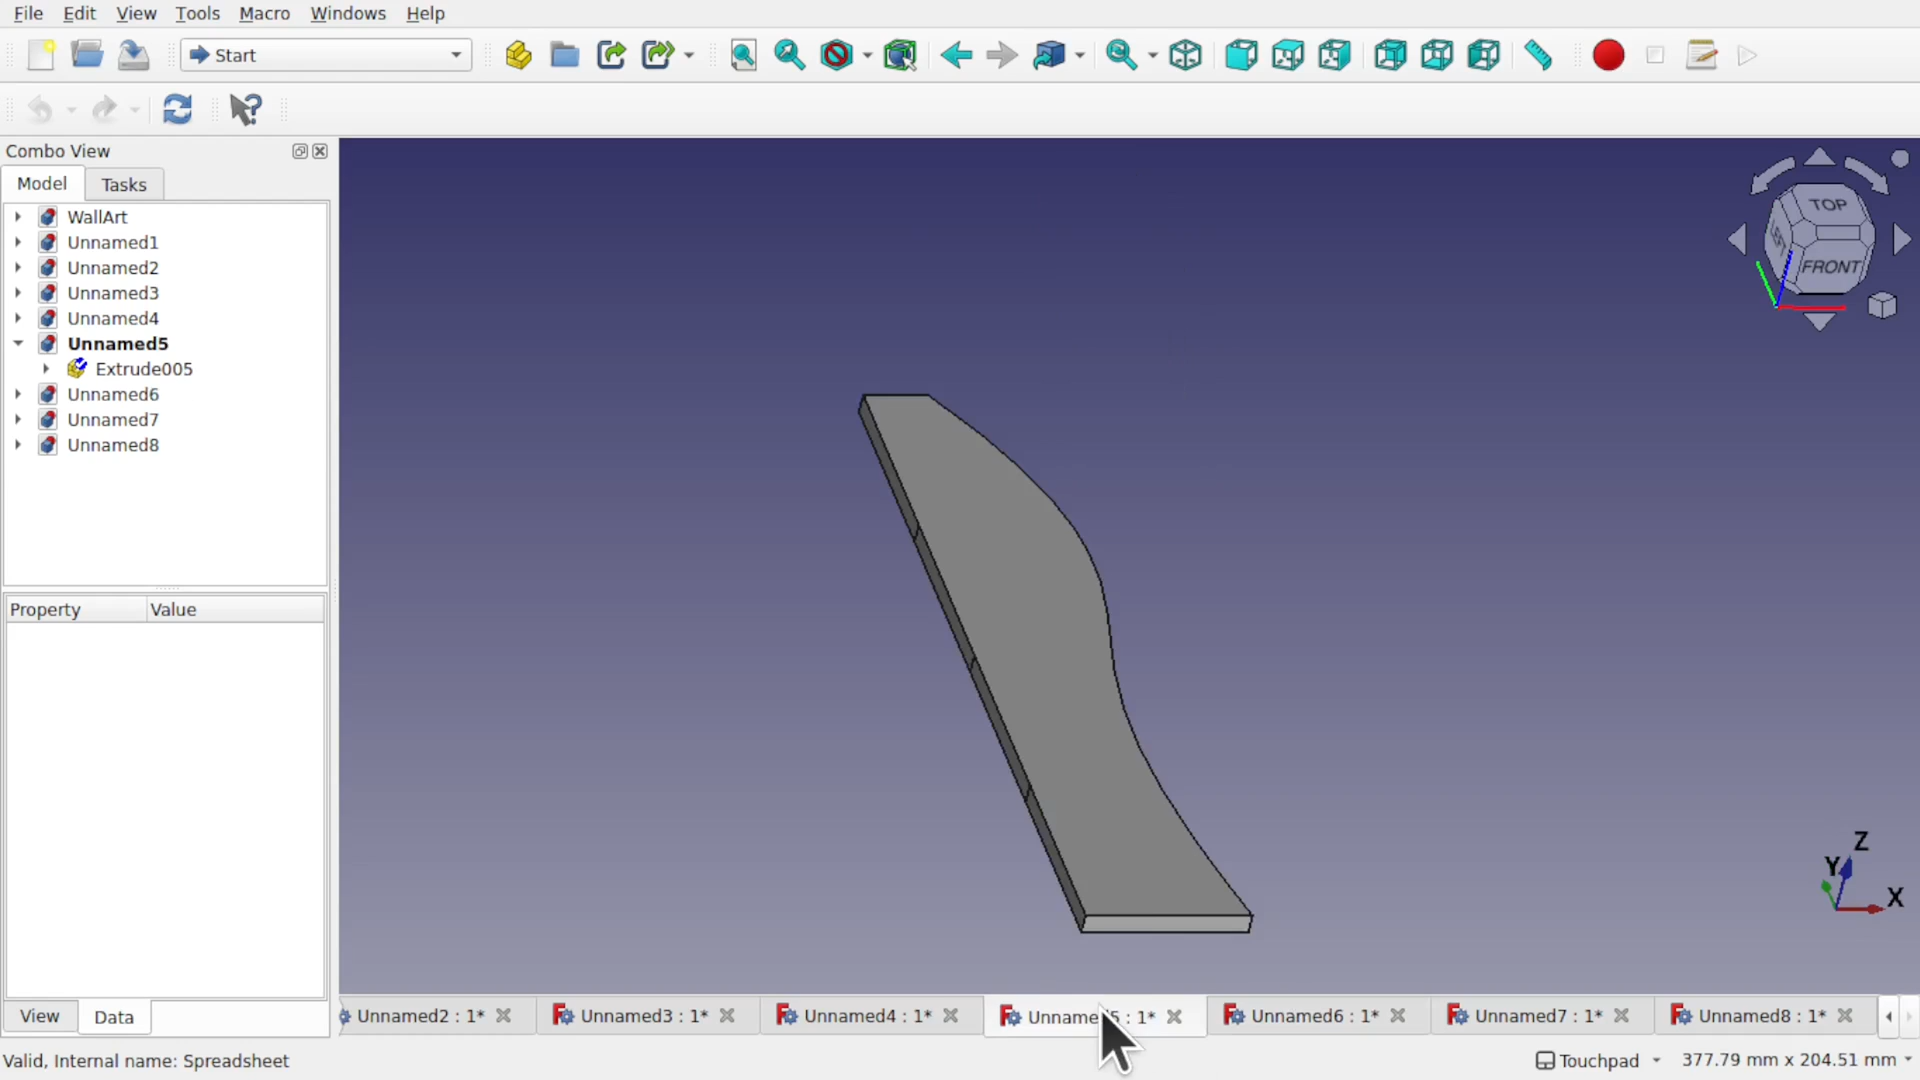 File Edit View Tools Macro Windows Help
Start
Combo View
Model Tasks
WallArt
Unnamed1
Unnamed2
Unnamed3
Unnamed4
Unnamed5
Extrude005
Unnamed6
Unnamed7
Unnamed8
TOP
FRONT
Property Value
Z
Y
X
View Data
Unnamed2 : 1* Unnamed3 : 1* Unnamed4 : 1* : 1* Unnamed6 : 1* Unnamed7 : 1* Unnamed8 : 1*
Valid, Internal name: Spreadsheet Touchpad 377.79 mm x 204.51 mm